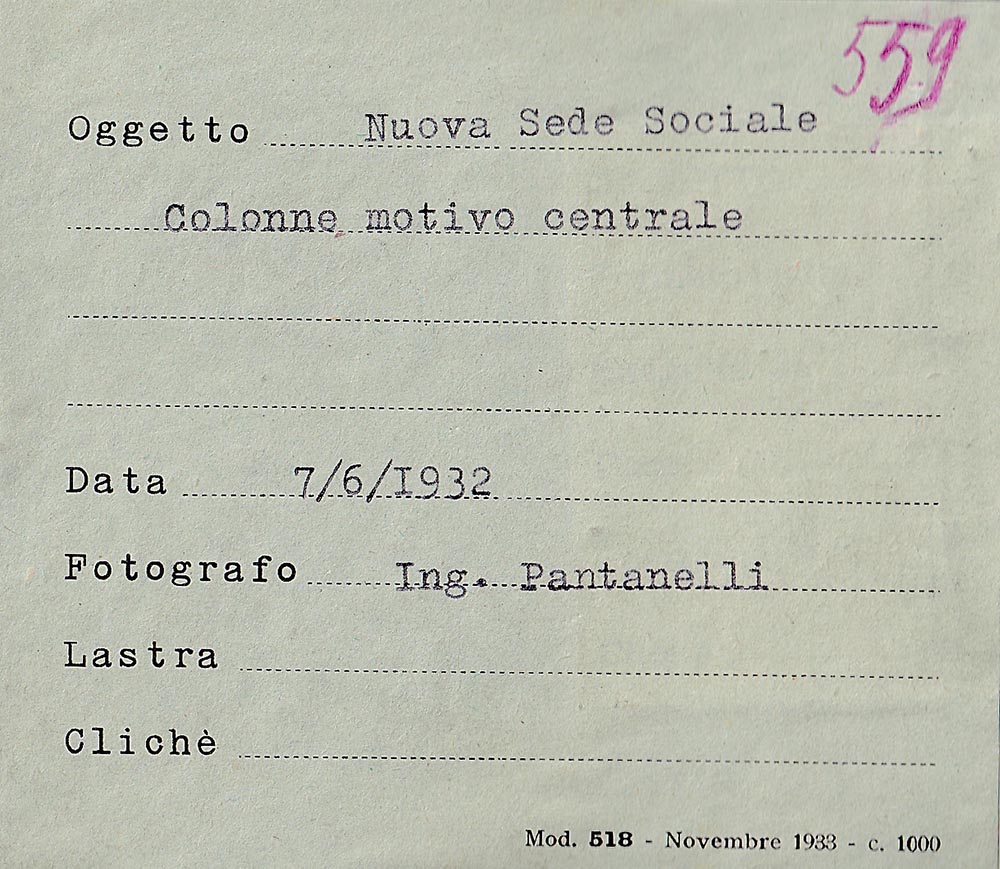 559
Oggetto Nuova Sede Sociale
Colonne motivo centrale
Data 7/6/I932
Fotografo Ing. Pantanelli
Lastra
Clichè
Mod. 518 - Novembre 1933 - c. 1000